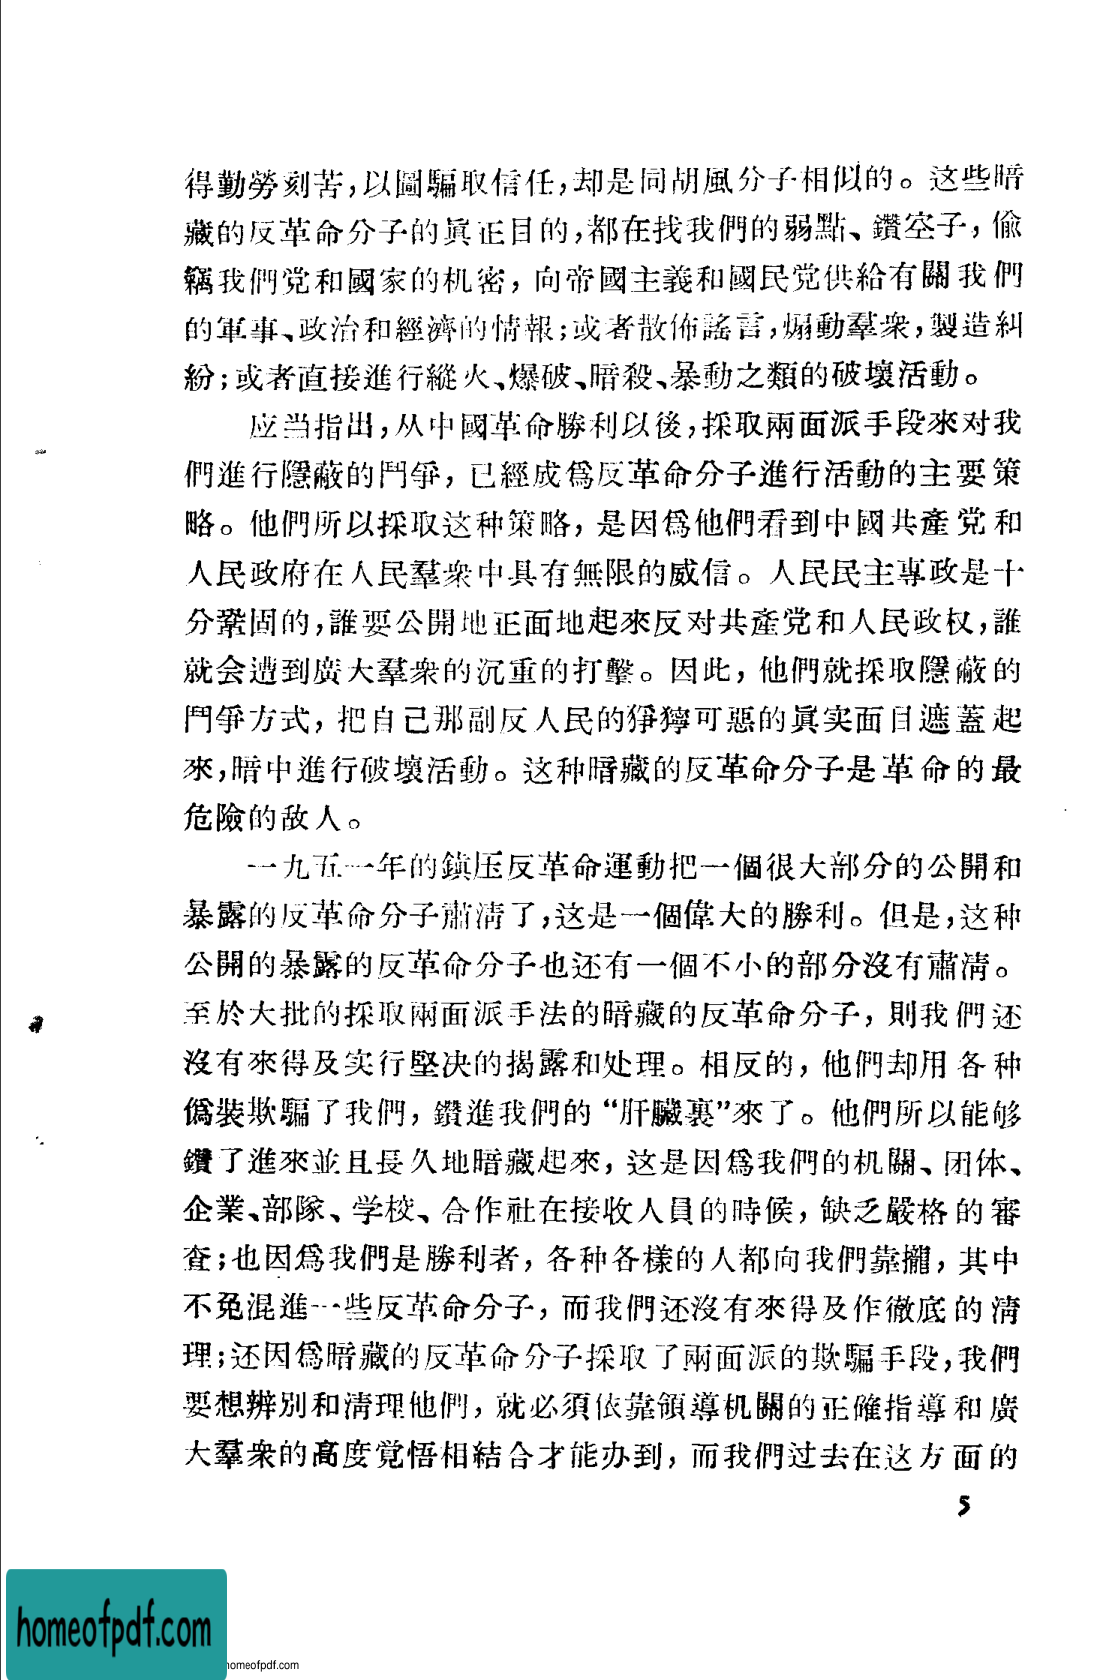 得勤勞刻苦，以圖騙取信任，却是同胡風分子相似的。这些暗
藏的反革命分子的眞正目的，都在找我們的弱點、鑽空子，偷
竊我們党和國家的机密，向帝國主義和國民党供給有關我們
的軍事、政治和經濟的情報；或者散佈謠言，煽動羣衆，製造糾
紛；或者直接進行縱火、爆破、暗殺、暴動之類的破壞活動。
应当指出，从中國革命勝利以後，採取兩面派手段來对我
們進行隱蔽的鬥爭，已經成爲反革命分子進行活動的主要策
略。他們所以採取这种策略，是因爲他們看到中國共產党和
人民政府在人民羣衆中具有無限的威信。人民民主專政是十
分鞏固的，誰要公開地正面地起來反对共產党和人民政权，誰
就会遭到廣大羣衆的沉重的打擊。因此，他們就採取隱蔽的
鬥爭方式，把自己那副反人民的猙獰可惡的眞实面目遮蓋起
來，暗中進行破壞活動。这种暗藏的反革命分子是革命的最
危險的敌人。
一九五一年的鎮压反革命運動把一個很大部分的公開和
暴露的反革命分子肅清了，这是一個偉大的勝利。但是，这种
公開的暴露的反革命分子也还有一個不小的部分沒有肅清。
至於大批的採取兩面派手法的暗藏的反革命分子，則我們还
沒有來得及实行堅决的揭露和处理。相反的，他們却用各种
僞裝欺騙了我們，鑽進我們的“肝臟裏”來了。他們所以能够
鑽了進來並且長久地暗藏起來，这是因爲我們的机關、团体、
企業、部隊、学校、合作社在接收人員的時候，缺乏嚴格的審
查；也因爲我們是勝利者，各种各樣的人都向我們靠攏，其中
不免混進一些反革命分子，而我們还沒有來得及作徹底的清
理；还因爲暗藏的反革命分子採取了兩面派的欺騙手段，我們
要想辨别和清理他們，就必須依靠領導机關的正確指導和廣
大羣衆的高度覚悟相結合才能办到，而我們过去在这方面的
5
homeofpdf.com
homeofpdf.com